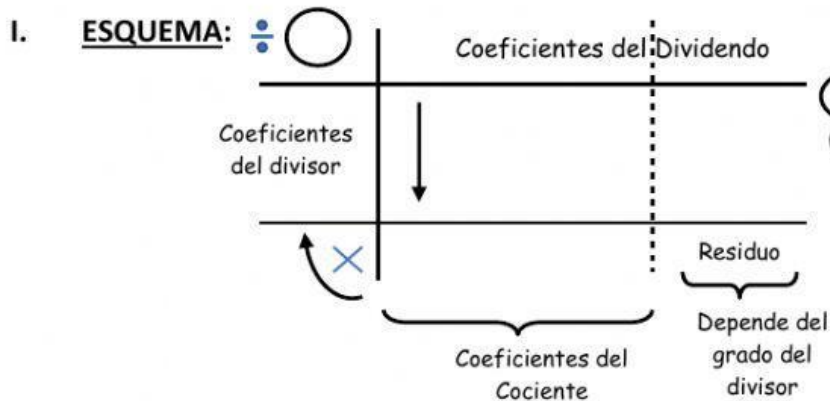 I. ESQUEMA: ÷
Coeficientes del Dividendo
Coeficientes
del divisor
×
Residuo
Coeficientes del
Cociente
Depende del
grado del
divisor